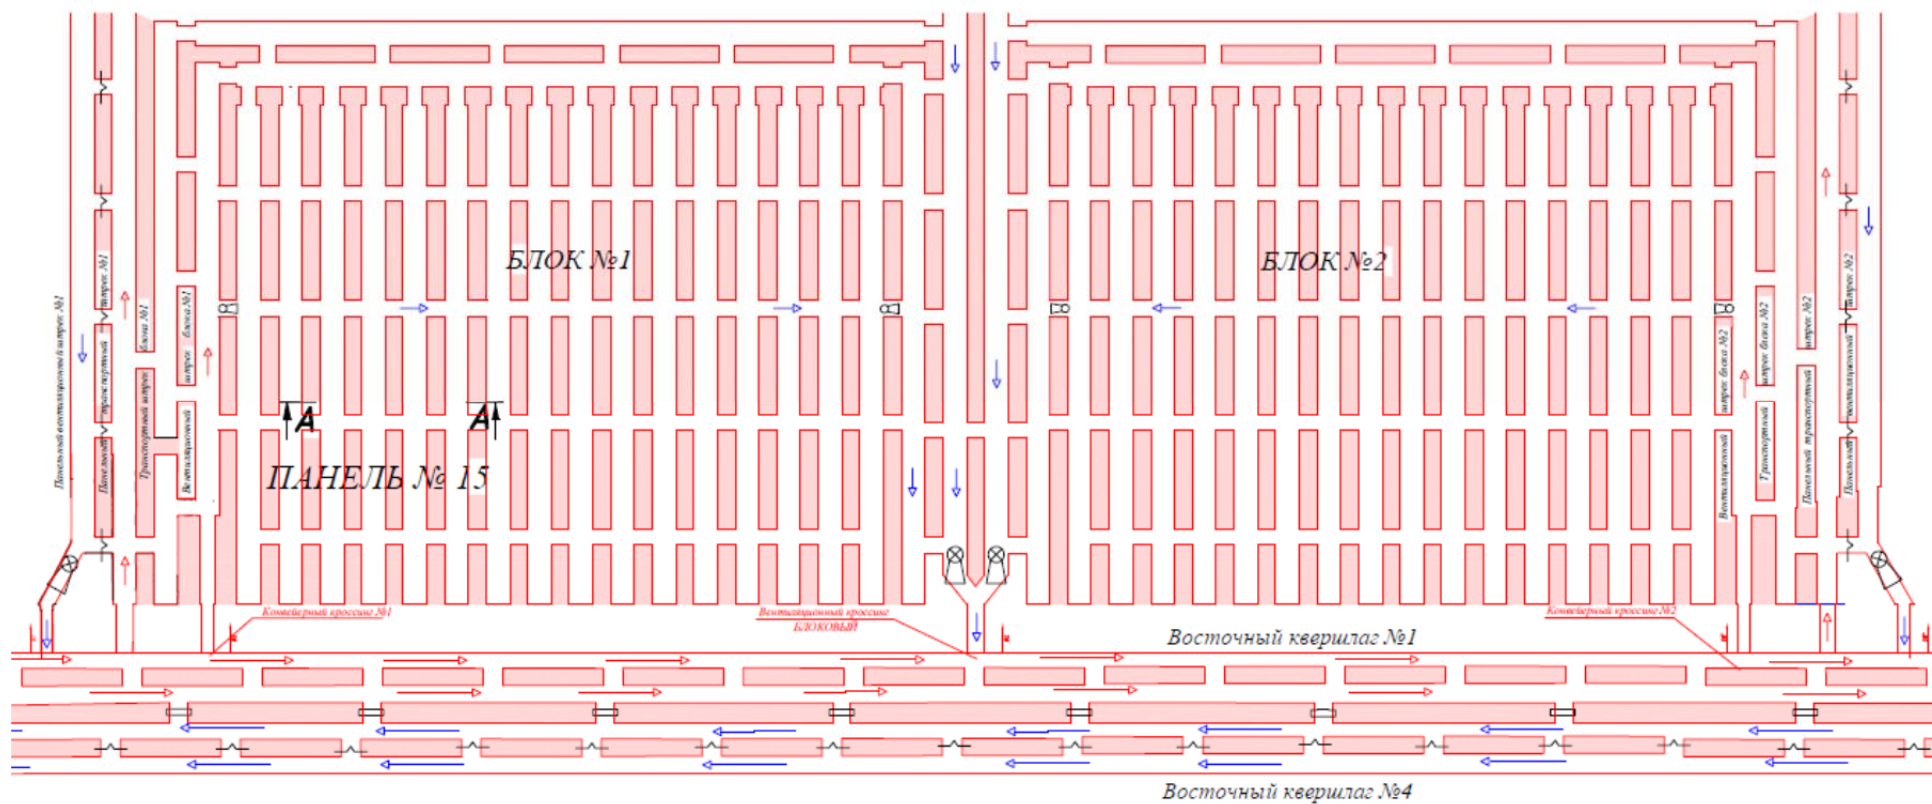 БЛОК №1
БЛОК №2
А
А
ПАНЕЛЬ № 15
Панельный вентиляционный штрек №1
Панельный транспортный штрек №1
Транспортный штрек блока №1
Вентиляционный штрек блока №1
Вентиляционный штрек блока №2
Транспортный штрек блока №2
Панельный транспортный штрек №2
Панельный вентиляционный штрек №2
Конвейерный кроссинг №1
Вентиляционный кроссинг
БЛОКОВЫЙ
Конвейерный кроссинг №2
Восточный квершлаг №1
Восточный квершлаг №4